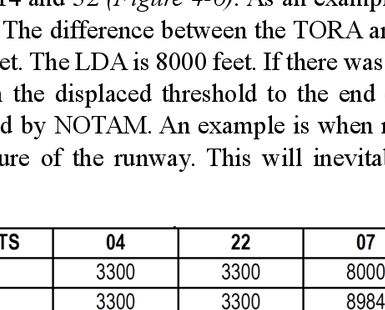 14 and 32 (Figure 4-6). As an example
The difference between the TORA an
et. The LDA is 8000 feet. If there was
the displaced threshold to the end
d by NOTAM. An example is when
ure of the runway. This will inevitab
TS 04 22 07
3300 3300 8000
3300 3300 8984